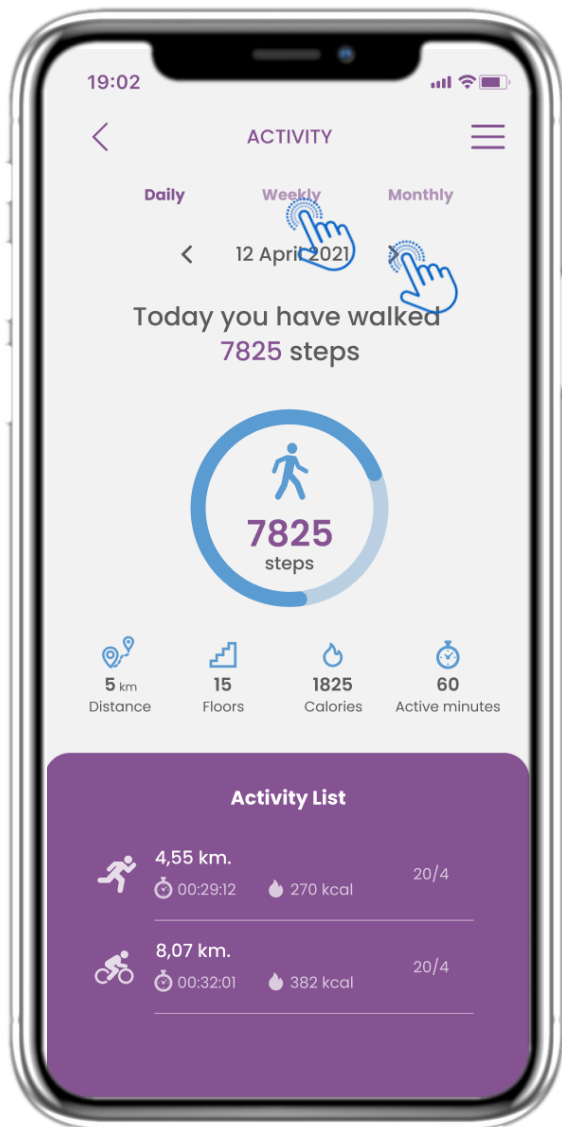 19:02
ACTIVITY
Daily Weekly Monthly
12 April 2021
Today you have walked
7825 steps
7825
steps
5 km 15 1825 60
Distance Floors Calories Active minutes
Activity List
4,55 km.
00:29:12 270 kcal 20/4
8,07 km.
00:32:01 382 kcal 20/4